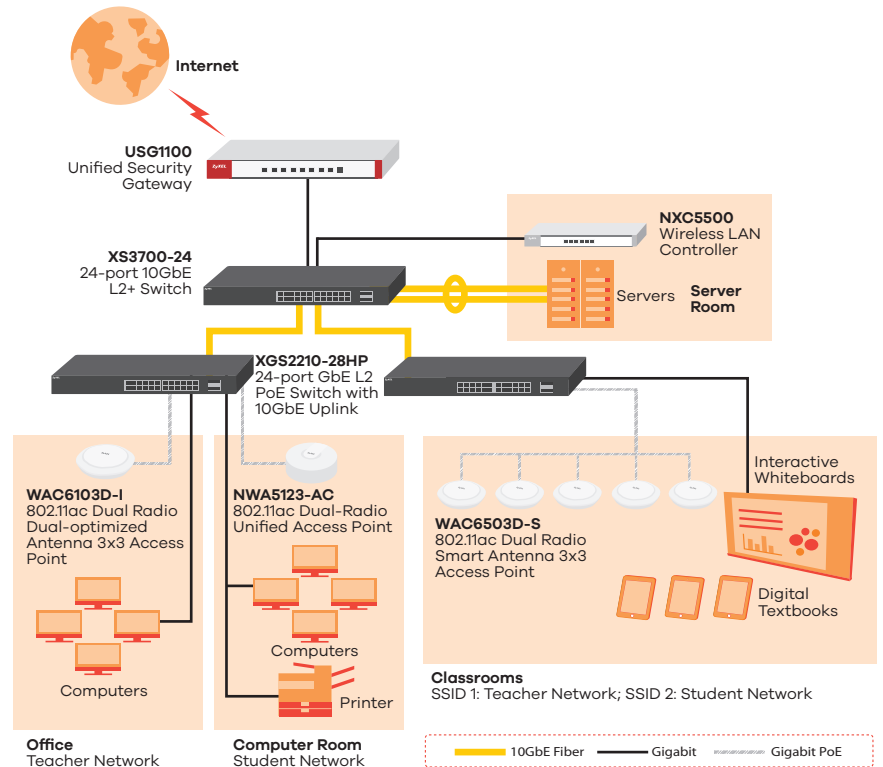 Internet
USG1100
Unified Security
Gateway
ZyXEL
NXC5500
Wireless LAN
Controller
XS3700-24
24-port 10GbE
L2+ Switch
Servers
Server
Room
XGS2210-28HP
24-port GbE L2
PoE Switch with
10GbE Uplink
WAC6103D-I
802.11ac Dual Radio
Dual-optimized
Antenna 3x3 Access
Point
Computers
NWA5123-AC
802.11ac Dual-Radio
Unified Access Point
Computers
Printer
Interactive
Whiteboards
WAC6503D-S
802.11ac Dual Radio
Smart Antenna 3x3
Access Point
Digital
Textbooks
Classrooms
SSID 1: Teacher Network; SSID 2: Student Network
Office
Teacher Network
Computer Room
Student Network
10GbE Fiber
Gigabit
Gigabit PoE